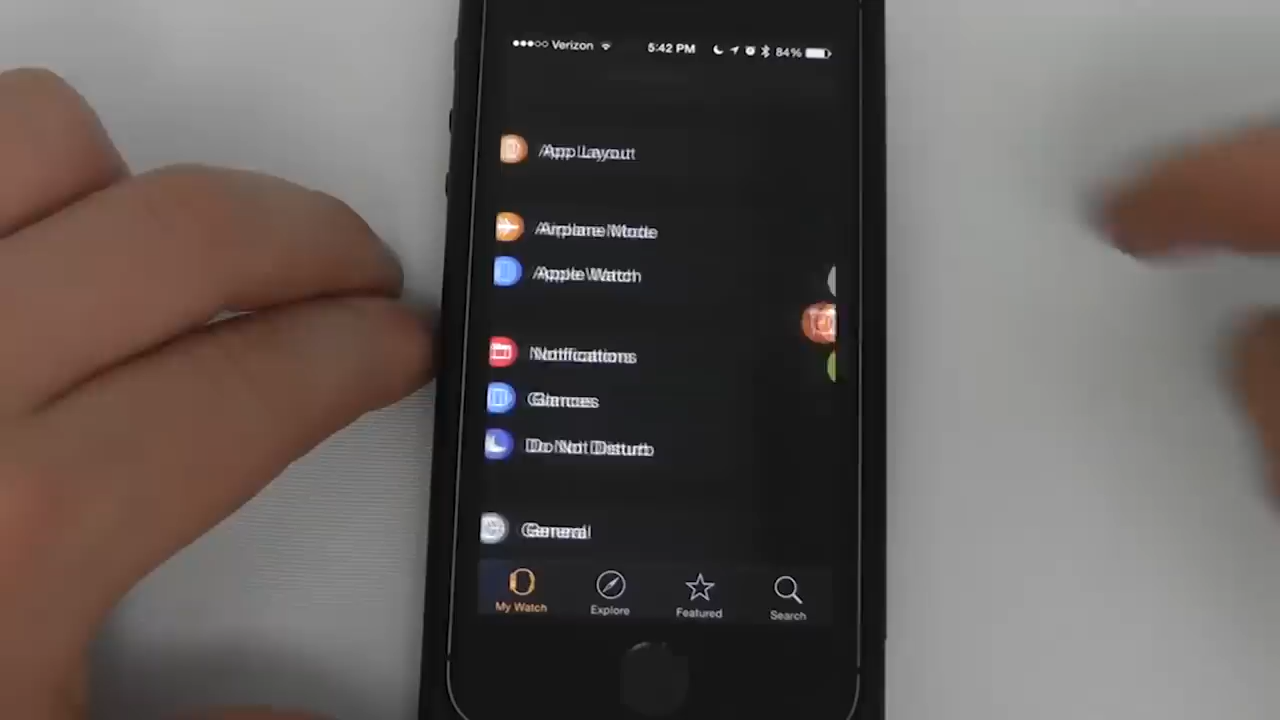 Verizon 5:42 PM 84%
App Layout
Airplane Mode
Apple Watch
Notifications
Glances
Do Not Disturb
General
My Watch Explore Featured Search